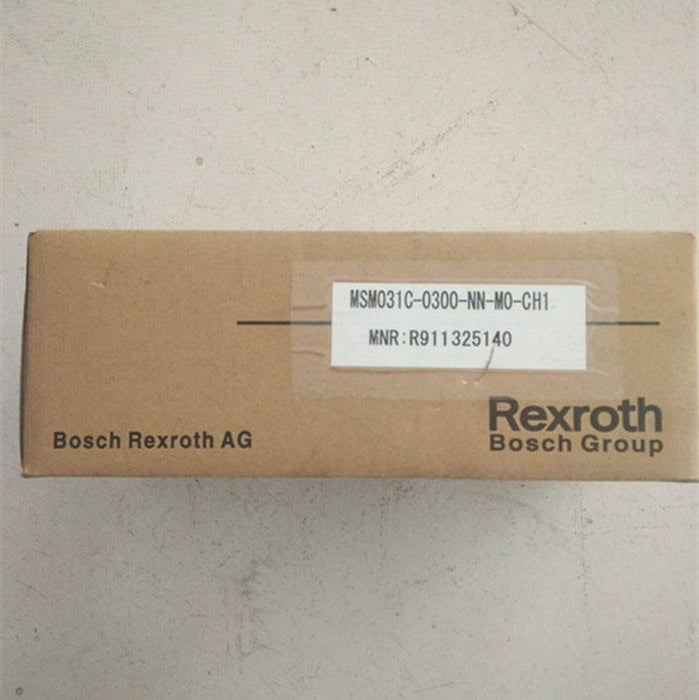 MSM031C-0300-NN-M0-CH1
MNR:R911325140
Rexroth
Bosch Group
Bosch Rexroth AG